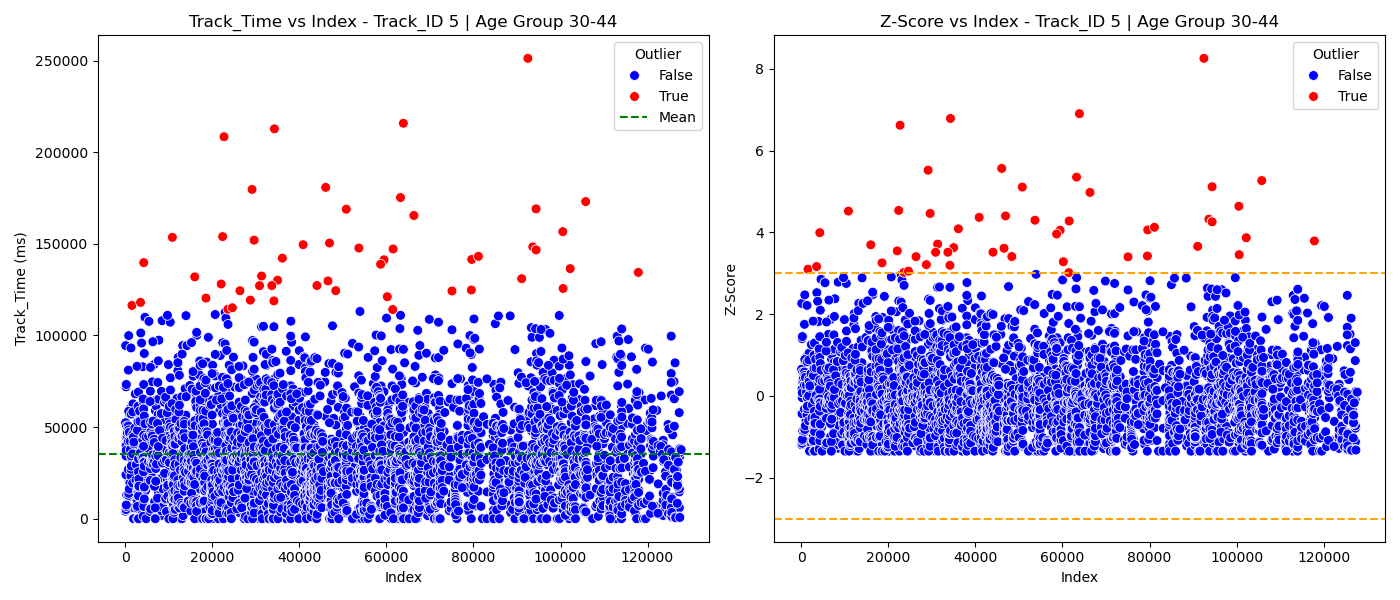 Track_Time vs Index - Track_ID 5 | Age Group 30-44
Outlier
False
True
Mean
Track_Time (ms)
250000
200000
150000
100000
50000
0
0 20000 40000 60000 80000 100000 120000
Index
Z-Score vs Index - Track_ID 5 | Age Group 30-44
Outlier
False
True
Z-Score
8
6
4
2
0
−2
0 20000 40000 60000 80000 100000 120000
Index